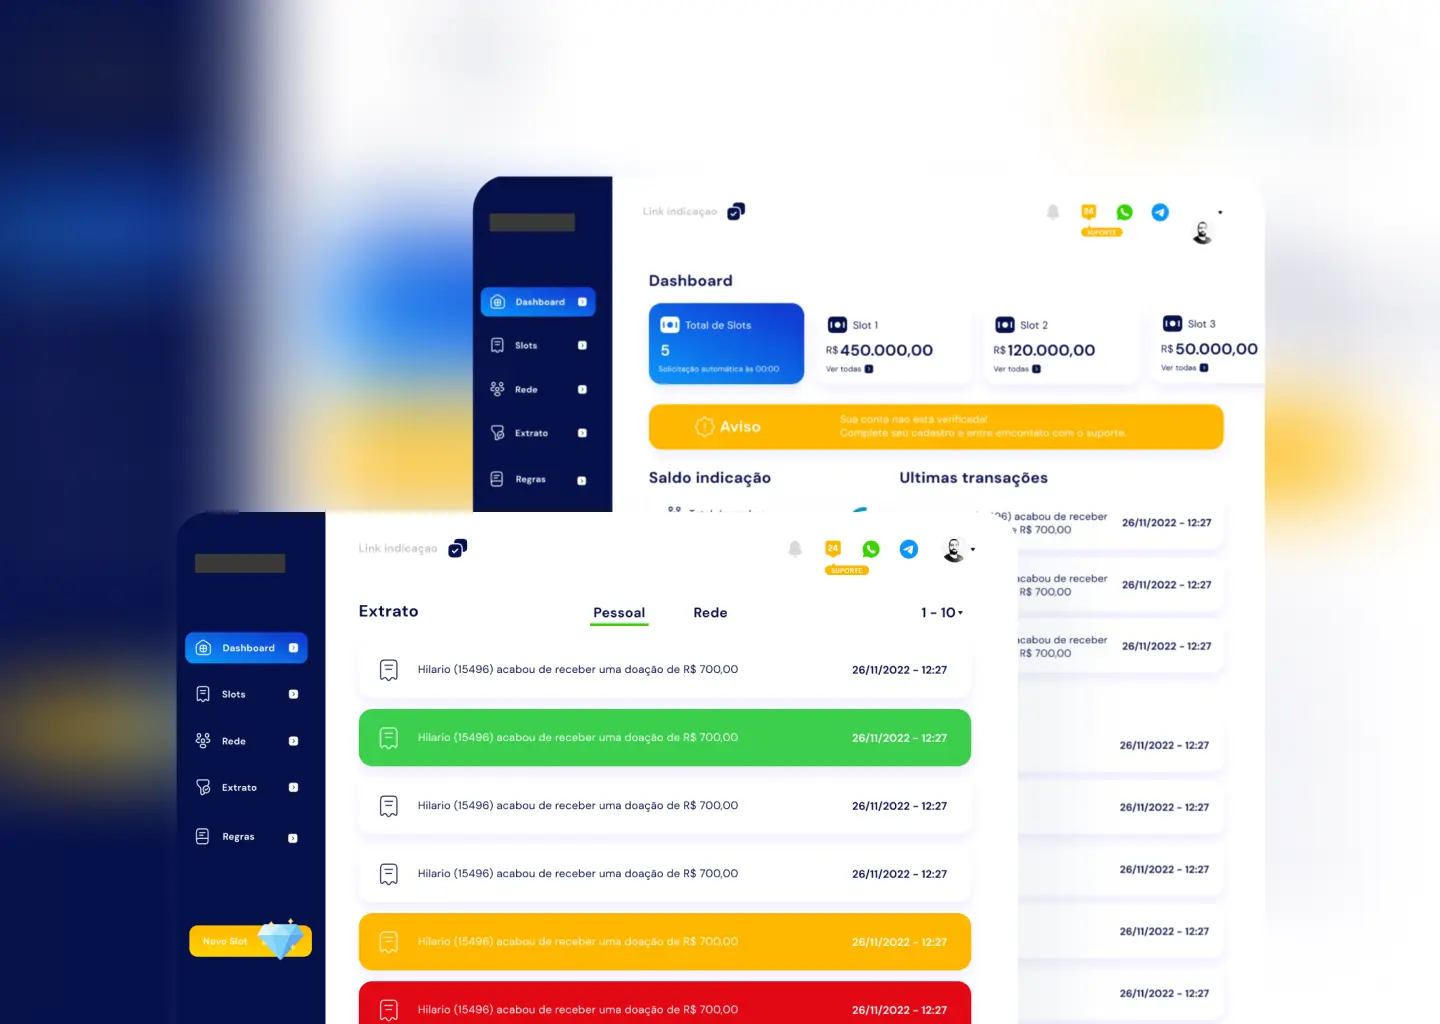 Link indicaçao
24
SUPORTE
Dashboard
Slots
Rede
Extrato
Regras
Dashboard
Total de Slots
5
Solicitação automática às 00:00
Slot 1
R$ 450.000,00
Ver todas
Slot 2
R$ 120.000,00
Ver todas
Slot 3
R$ 50.000,00
Ver todas
Aviso
Sua conta nao está verificada!
Complete seu cadastro e entre emcontato com o suporte.
Saldo indicação
Ultimas transações
96) acabou de receber
R$ 700,00
26/11/2022 - 12:27
acabou de receber
R$ 700,00
26/11/2022 - 12:27
acabou de receber
R$ 700,00
26/11/2022 - 12:27
26/11/2022 - 12:27
26/11/2022 - 12:27
26/11/2022 - 12:27
26/11/2022 - 12:27
26/11/2022 - 12:27
Link indicaçao
24
SUPORTE
Dashboard
Slots
Rede
Extrato
Regras
Novo Slot
Extrato
Pessoal
Rede
1 - 10
Hilario (15496) acabou de receber uma doação de R$ 700,00
26/11/2022 - 12:27
Hilario (15496) acabou de receber uma doação de R$ 700,00
26/11/2022 - 12:27
Hilario (15496) acabou de receber uma doação de R$ 700,00
26/11/2022 - 12:27
Hilario (15496) acabou de receber uma doação de R$ 700,00
26/11/2022 - 12:27
Hilario (15496) acabou de receber uma doação de R$ 700,00
26/11/2022 - 12:27
Hilario (15496) acabou de receber uma doação de R$ 700,00
26/11/2022 - 12:27